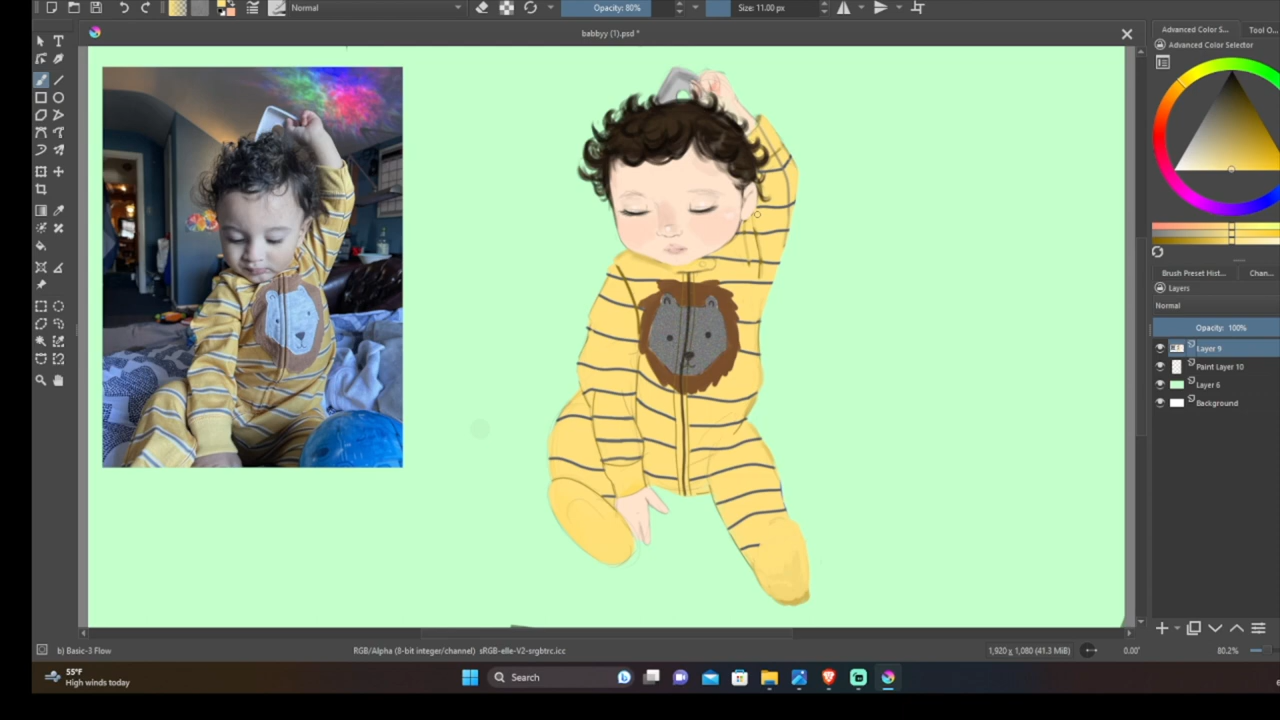 Normal
Opacity: 80%
Size: 11.00 px
babbyy (1).psd *
Advanced Color S...
Tool O...
Advanced Color Selector
Brush Preset Hist...
Chan...
Layers
Normal
Opacity: 100%
Layer 9
Paint Layer 10
Layer 6
Background
b) Basic-3 Flow
RGB/Alpha (8-bit integer/channel) sRGB-elle-V2-srgbtrc.icc
1,920 x 1,080 (41.3 MiB)
0.00°
80.2%
55°F
High winds today
Search